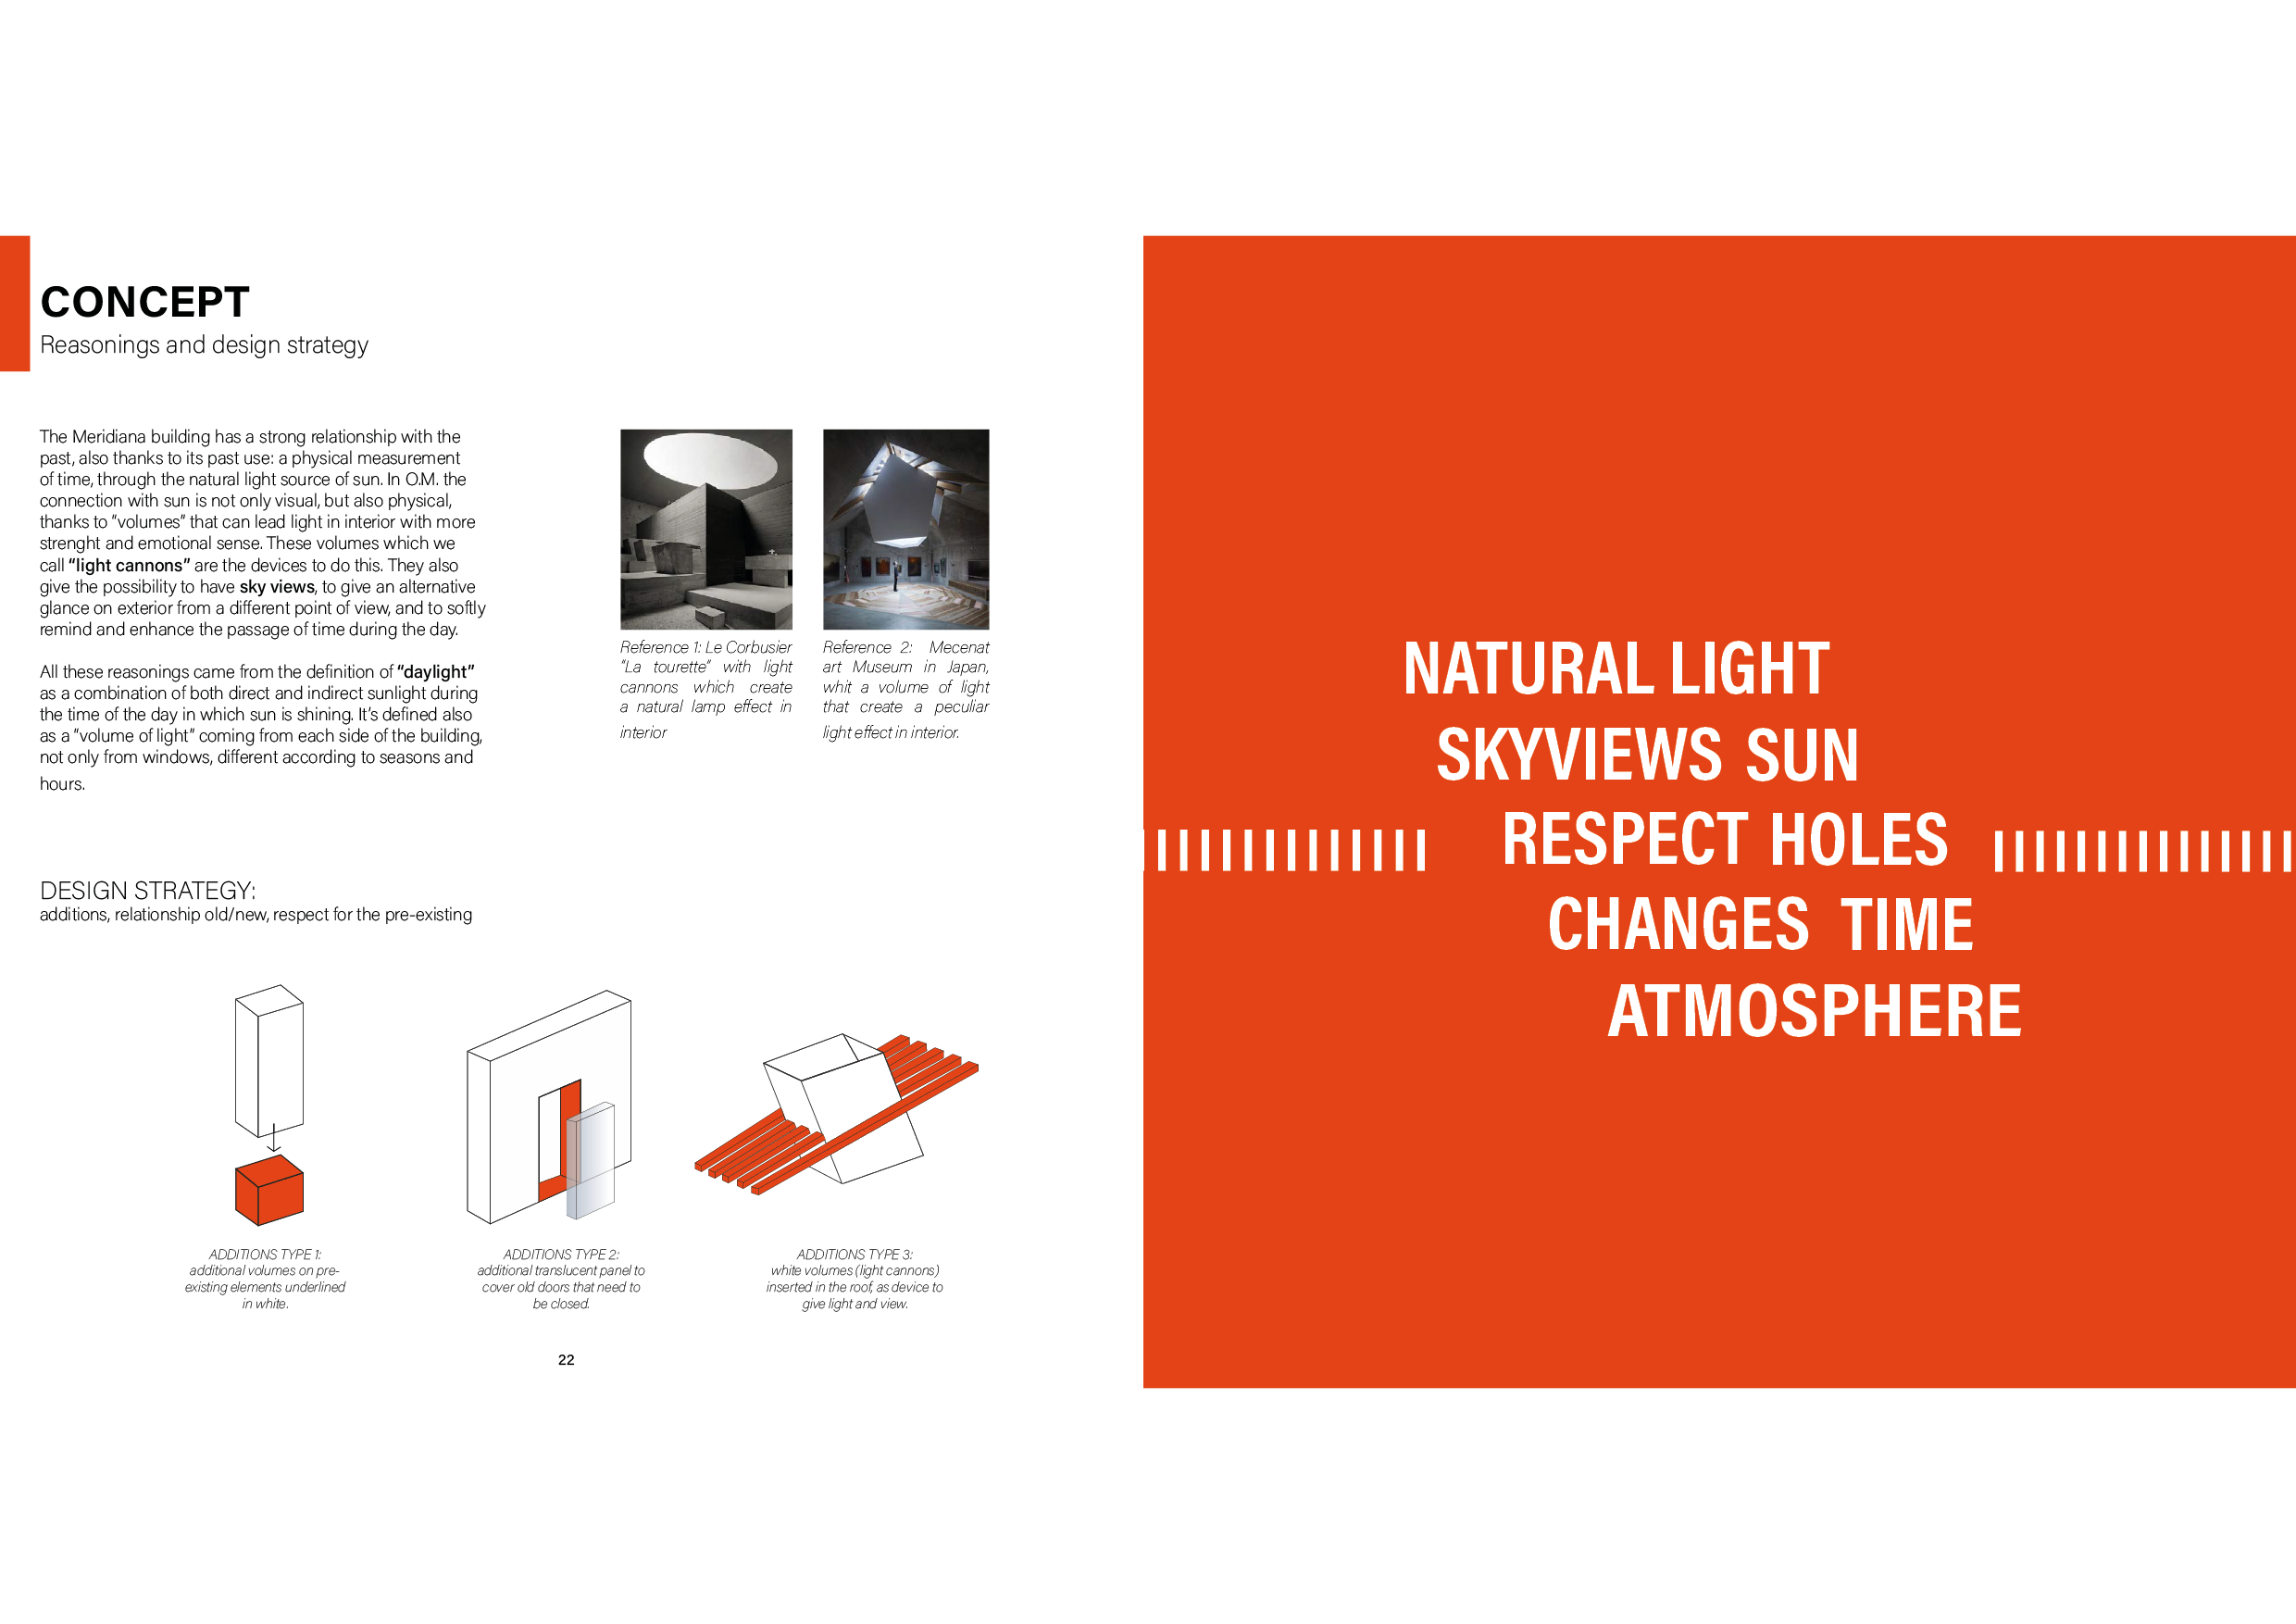 CONCEPT
Reasonings and design strategy
The Meridiana building has a strong relationship with the
past, also thanks to its past use: a physical measurement
of time, through the natural light source of sun. In O.M. the
connection with sun is not only visual, but also physical,
thanks to "volumes" that can lead light in interior with more
strenght and emotional sense. These volumes which we
call "light cannons" are the devices to do this. They also
give the possibility to have sky views, to give an alternative
glance on exterior from a different point of view, and to softly
remind and enhance the passage of time during the day.
All these reasonings came from the definition of "daylight"
as a combination of both direct and indirect sunlight during
the time of the day in which sun is shining. It's defined also
as a "volume of light" coming from each side of the building,
not only from windows, different according to seasons and
hours.
Reference 1: Le Corbusier
"La tourette" with light
cannons which create
a natural lamp effect in
interior
Reference 2: Mecenat
art Museum in Japan,
whit a volume of light
that create a peculiar
light effect in interior.
DESIGN STRATEGY:
additions, relationship old/new, respect for the pre-existing
ADDITIONS TYPE 1:
additional volumes on pre-
existing elements underlined
in white.
ADDITIONS TYPE 2:
additional translucent panel to
cover old doors that need to
be closed.
ADDITIONS TYPE 3:
white volumes (light cannons)
inserted in the roof, as device to
give light and view.
22
NATURAL LIGHT
SKYVIEWS SUN
RESPECT HOLES
CHANGES TIME
ATMOSPHERE